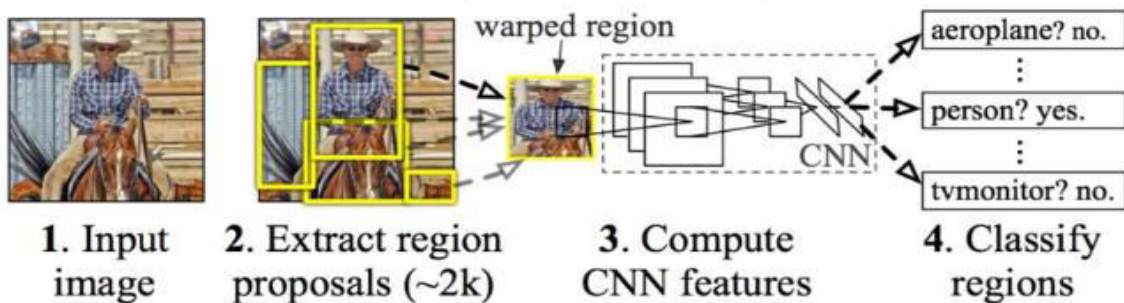 warped region
aeroplane? no.
⋮
person? yes.
⋮
tvmonitor? no.
CNN
1. Input
image
2. Extract region
proposals (~2k)
3. Compute
CNN features
4. Classify
regions